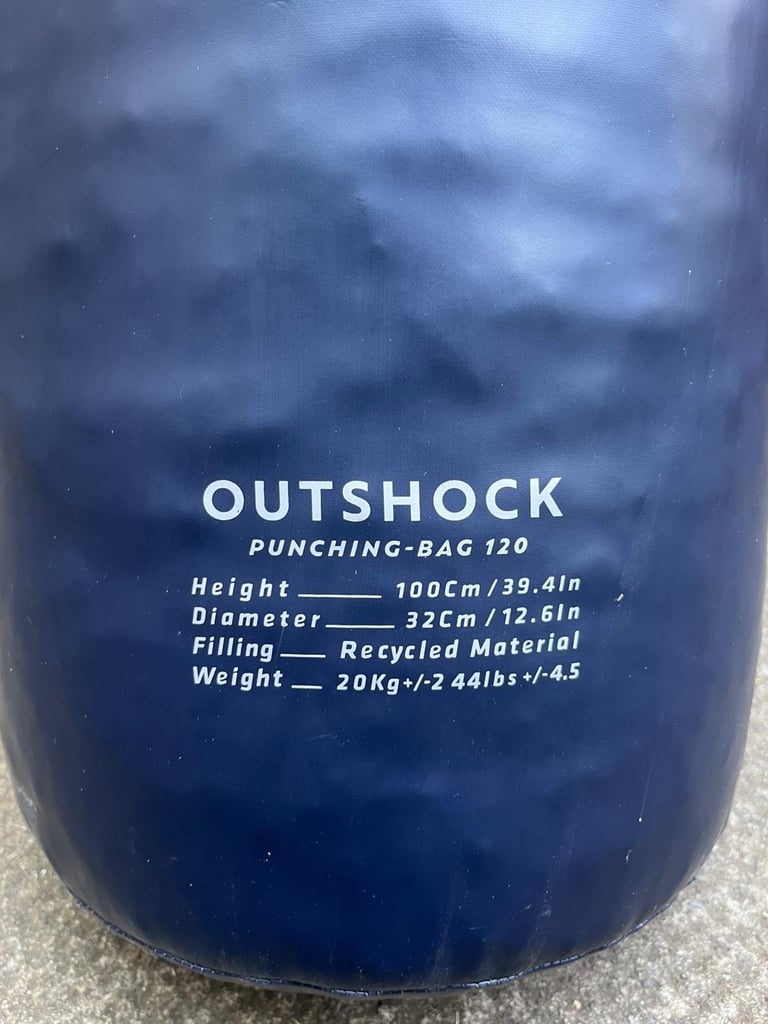 OUTSHOCK
PUNCHING-BAG 120
Height ______ 100Cm/39.4In
Diameter _____ 32Cm/12.6In
Filling ___ Recycled Material
Weight __ 20Kg+/-2 44lbs+/-4.5